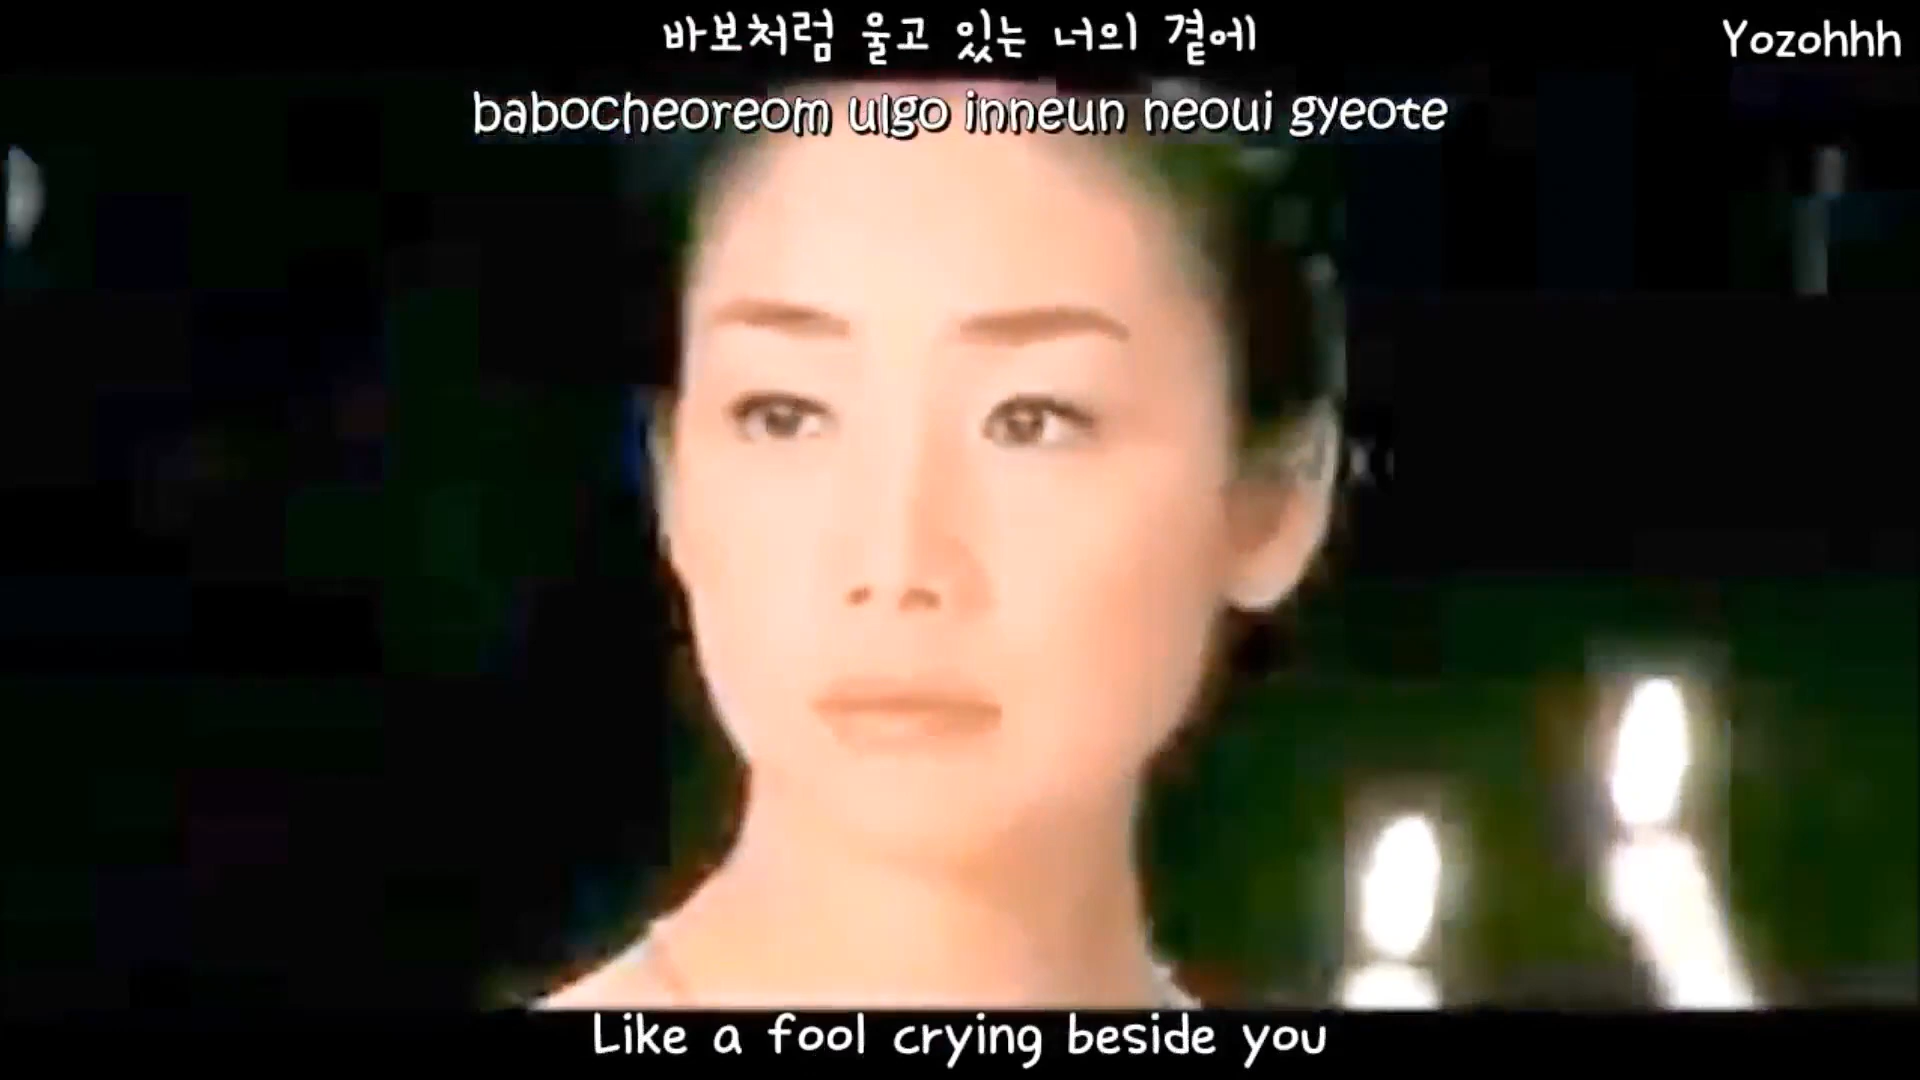 바보처럼 울고 있는 너의 곁에
Yozohhh
babocheoreom ulgo inneun neoui gyeote
Like a fool crying beside you